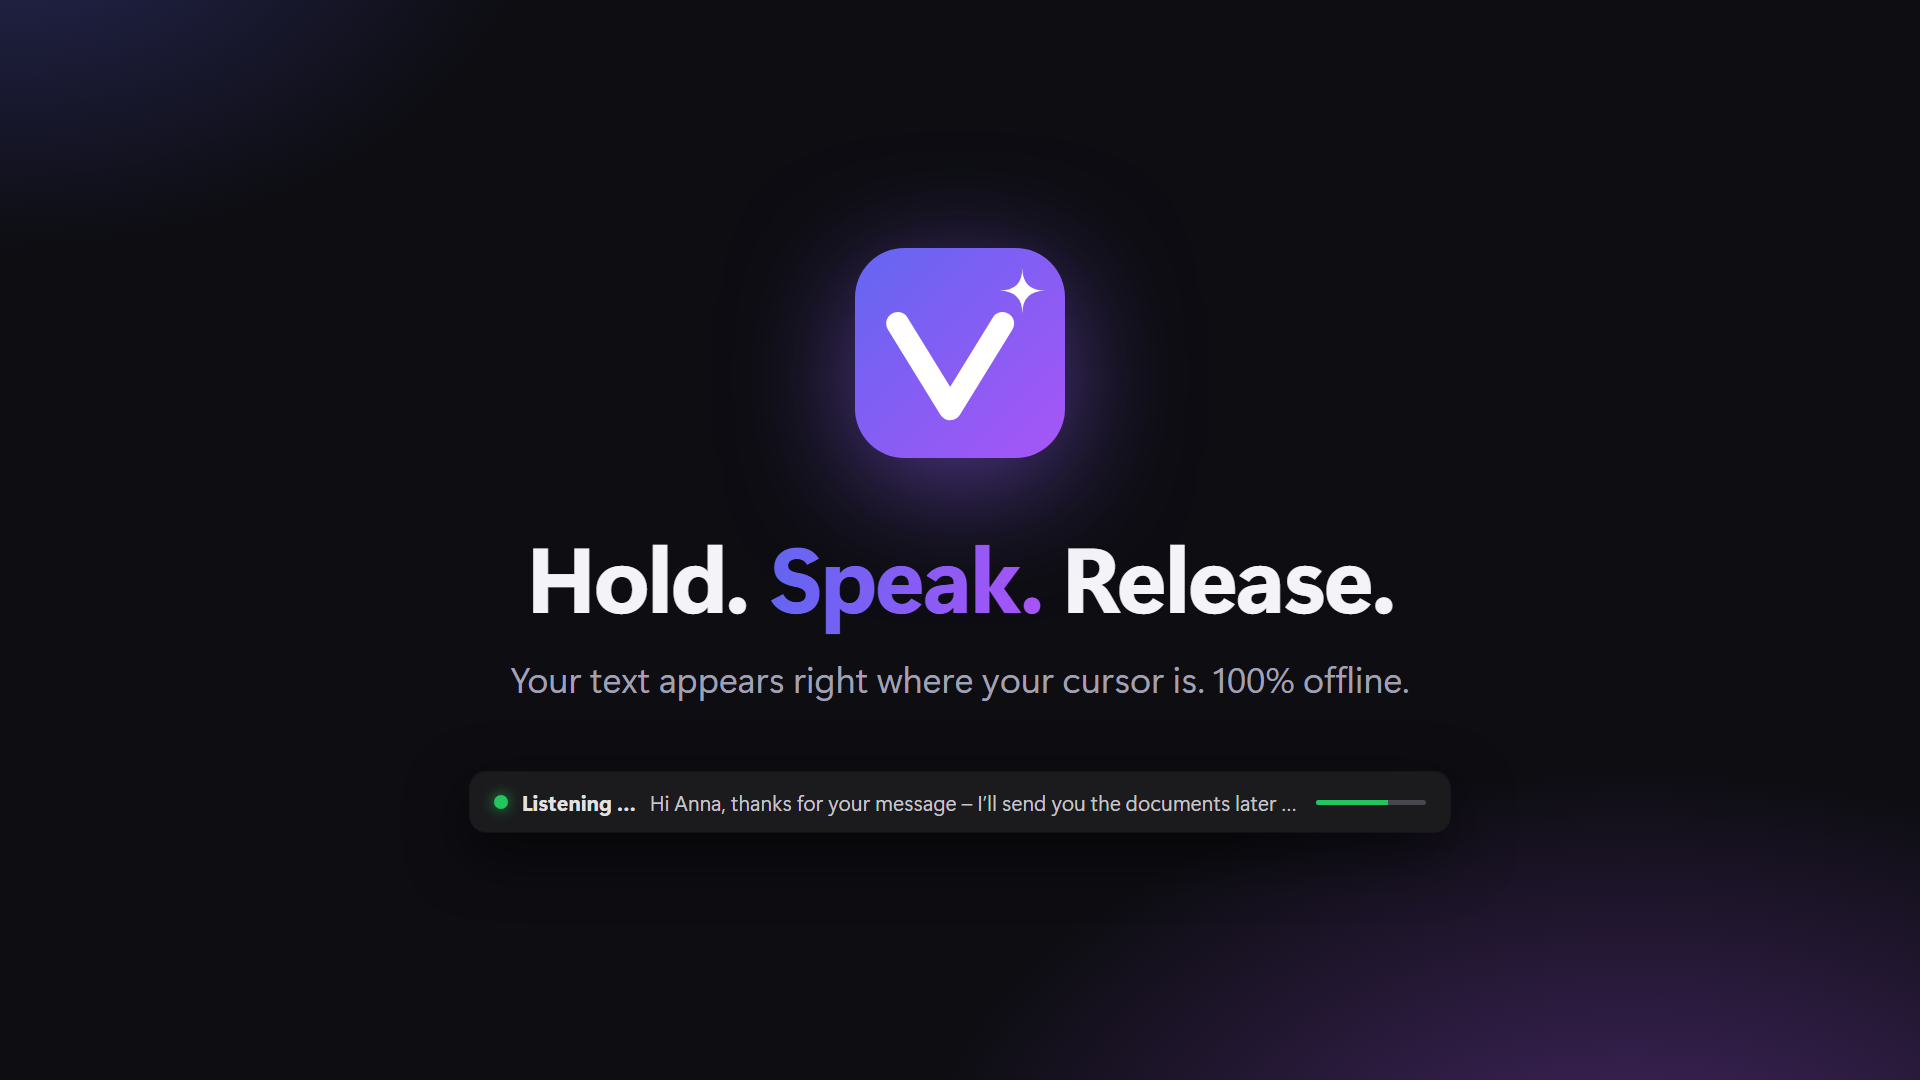 V
Hold. Speak. Release.
Your text appears right where your cursor is. 100% offline.
Listening ... Hi Anna, thanks for your message – I’ll send you the documents later ...